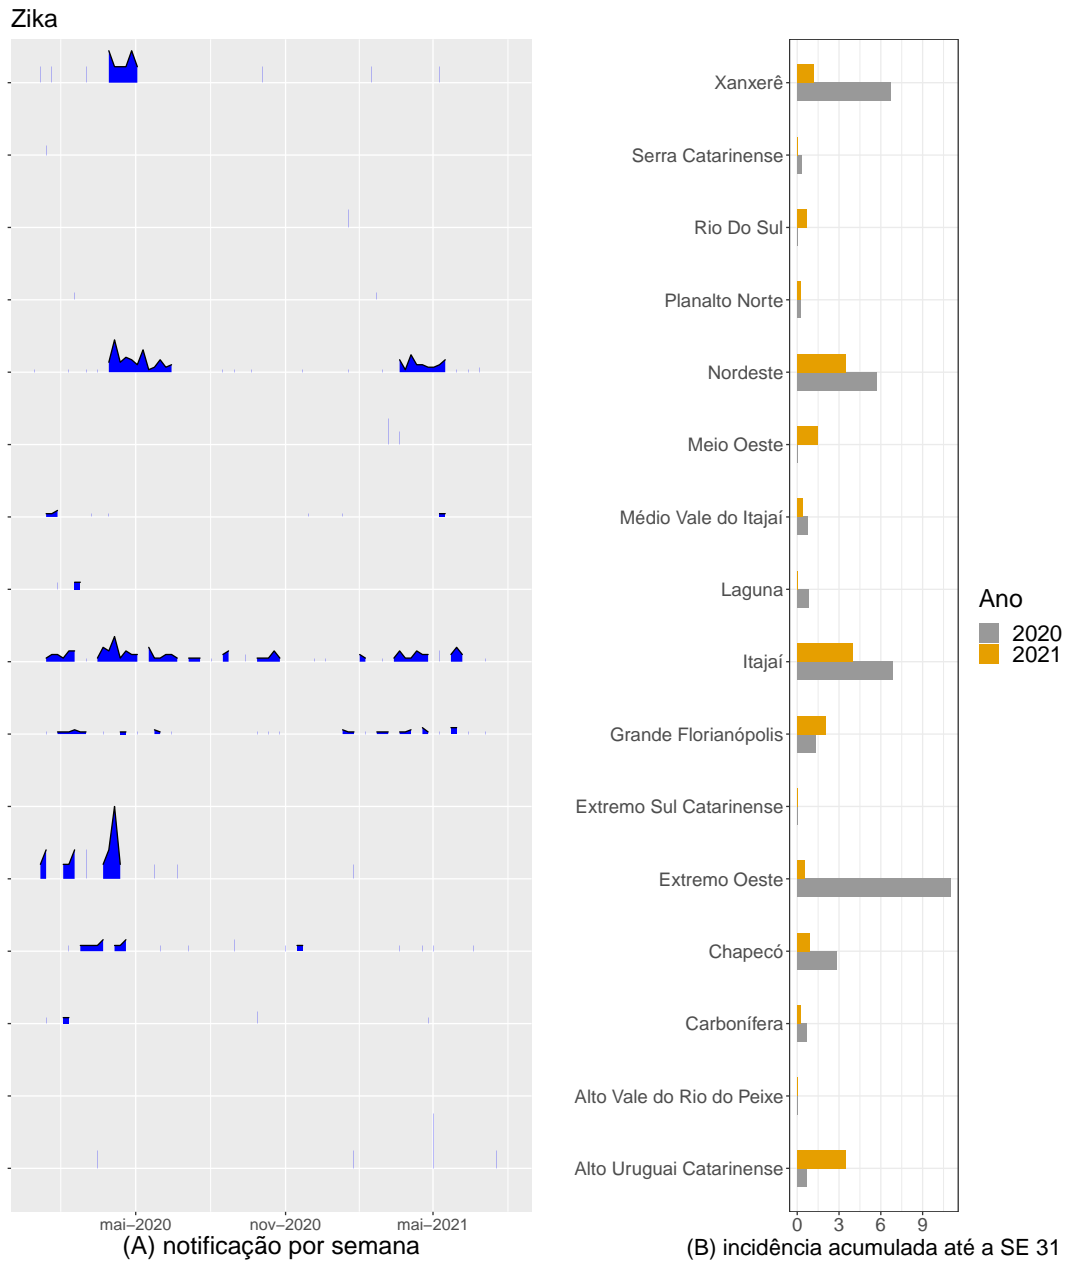 Zika
Xanxerê
Serra Catarinense
Rio Do Sul
Planalto Norte
Nordeste
Meio Oeste
Médio Vale do Itajaí
Laguna
Itajaí
Grande Florianópolis
Extremo Sul Catarinense
Extremo Oeste
Chapecó
Carbonífera
Alto Vale do Rio do Peixe
Alto Uruguai Catarinense
Ano
2020
2021
mai–2020 nov–2020 mai–2021
0 3 6 9
(A) notificação por semana
(B) incidência acumulada até a SE 31